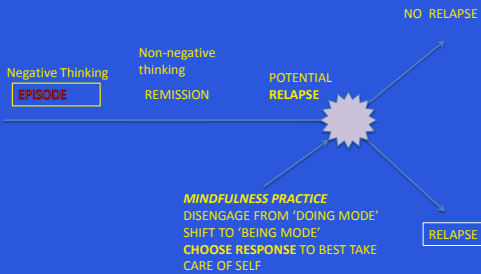 NO RELAPSE
Non-negative
thinking
Negative Thinking
POTENTIAL
EPISODE
REMISSION
RELAPSE
MINDFULNESS PRACTICE
DISENGAGE FROM ‘DOING MODE’
SHIFT TO ‘BEING MODE’
CHOOSE RESPONSE TO BEST TAKE
CARE OF SELF
RELAPSE